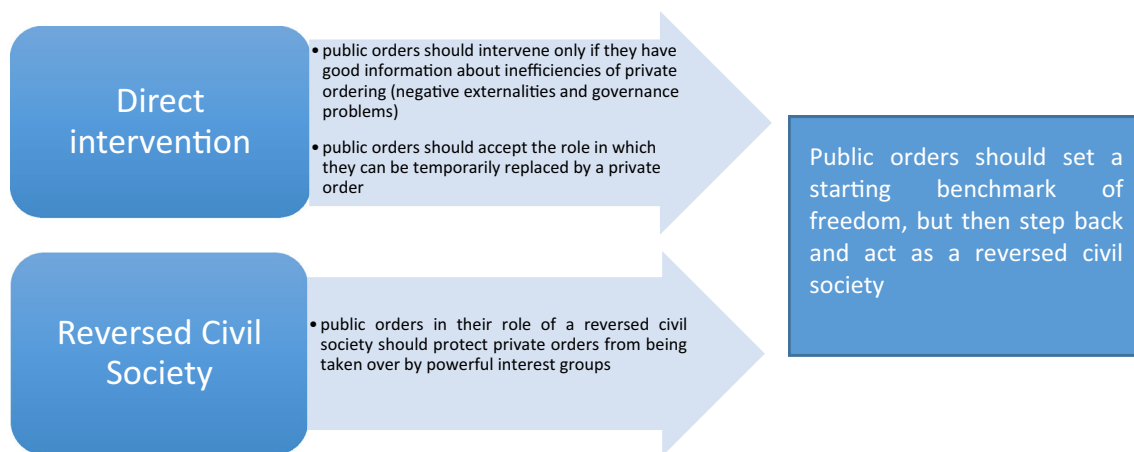 Direct
intervention
• public orders should intervene only if they have
good information about inefficiencies of private
ordering (negative externalities and governance
problems)
• public orders should accept the role in which
they can be temporarily replaced by a private
order
Reversed Civil
Society
• public orders in their role of a reversed civil
society should protect private orders from being
taken over by powerful interest groups
Public orders should set a
starting benchmark of
freedom, but then step back
and act as a reversed civil
society